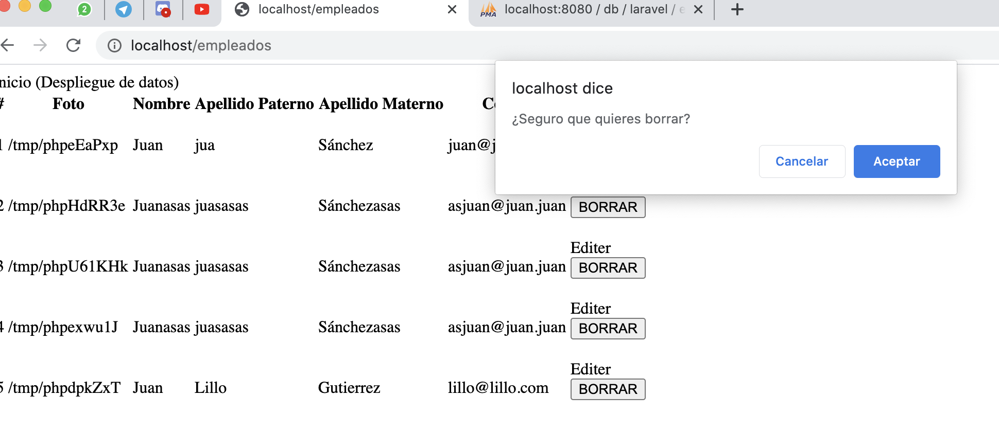 2 localhost/empleados PMA localhost:8080 / db / laravel / e
localhost/empleados
nicio (Despliegue de datos)
# Foto Nombre Apellido Paterno Apellido Materno
localhost dice
¿Seguro que quieres borrar?
Cancelar Aceptar
1 /tmp/phpeEaPxp Juan jua Sánchez juan@j
2 /tmp/phpHdRR3e Juanasas juasasas Sánchezasas asjuan@juan.juan BORRAR
Editer
3 /tmp/phpU61KHk Juanasas juasasas Sánchezasas asjuan@juan.juan BORRAR
Editer
4 /tmp/phpexwu1J Juanasas juasasas Sánchezasas asjuan@juan.juan BORRAR
Editer
5 /tmp/phpdpkZxT Juan Lillo Gutierrez lillo@lillo.com BORRAR